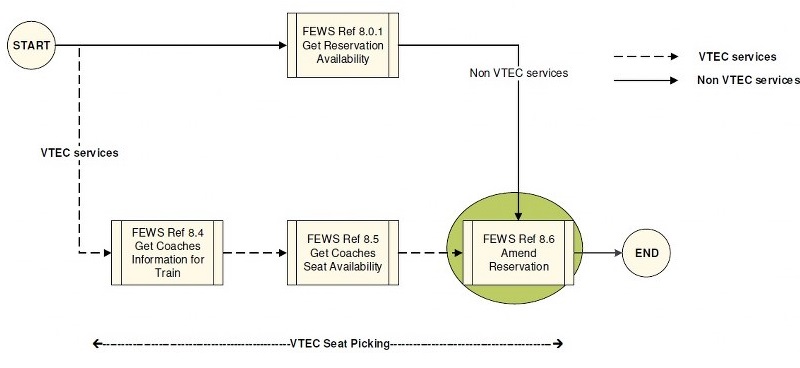 START
FEWS Ref 8.0.1
Get Reservation
Availability
Non VTEC services
VTEC services
Non VTEC services
VTEC services
FEWS Ref 8.4
Get Coaches
Information for
Train
FEWS Ref 8.5
Get Coaches
Seat Availability
FEWS Ref 8.6
Amend
Reservation
END
VTEC Seat Picking